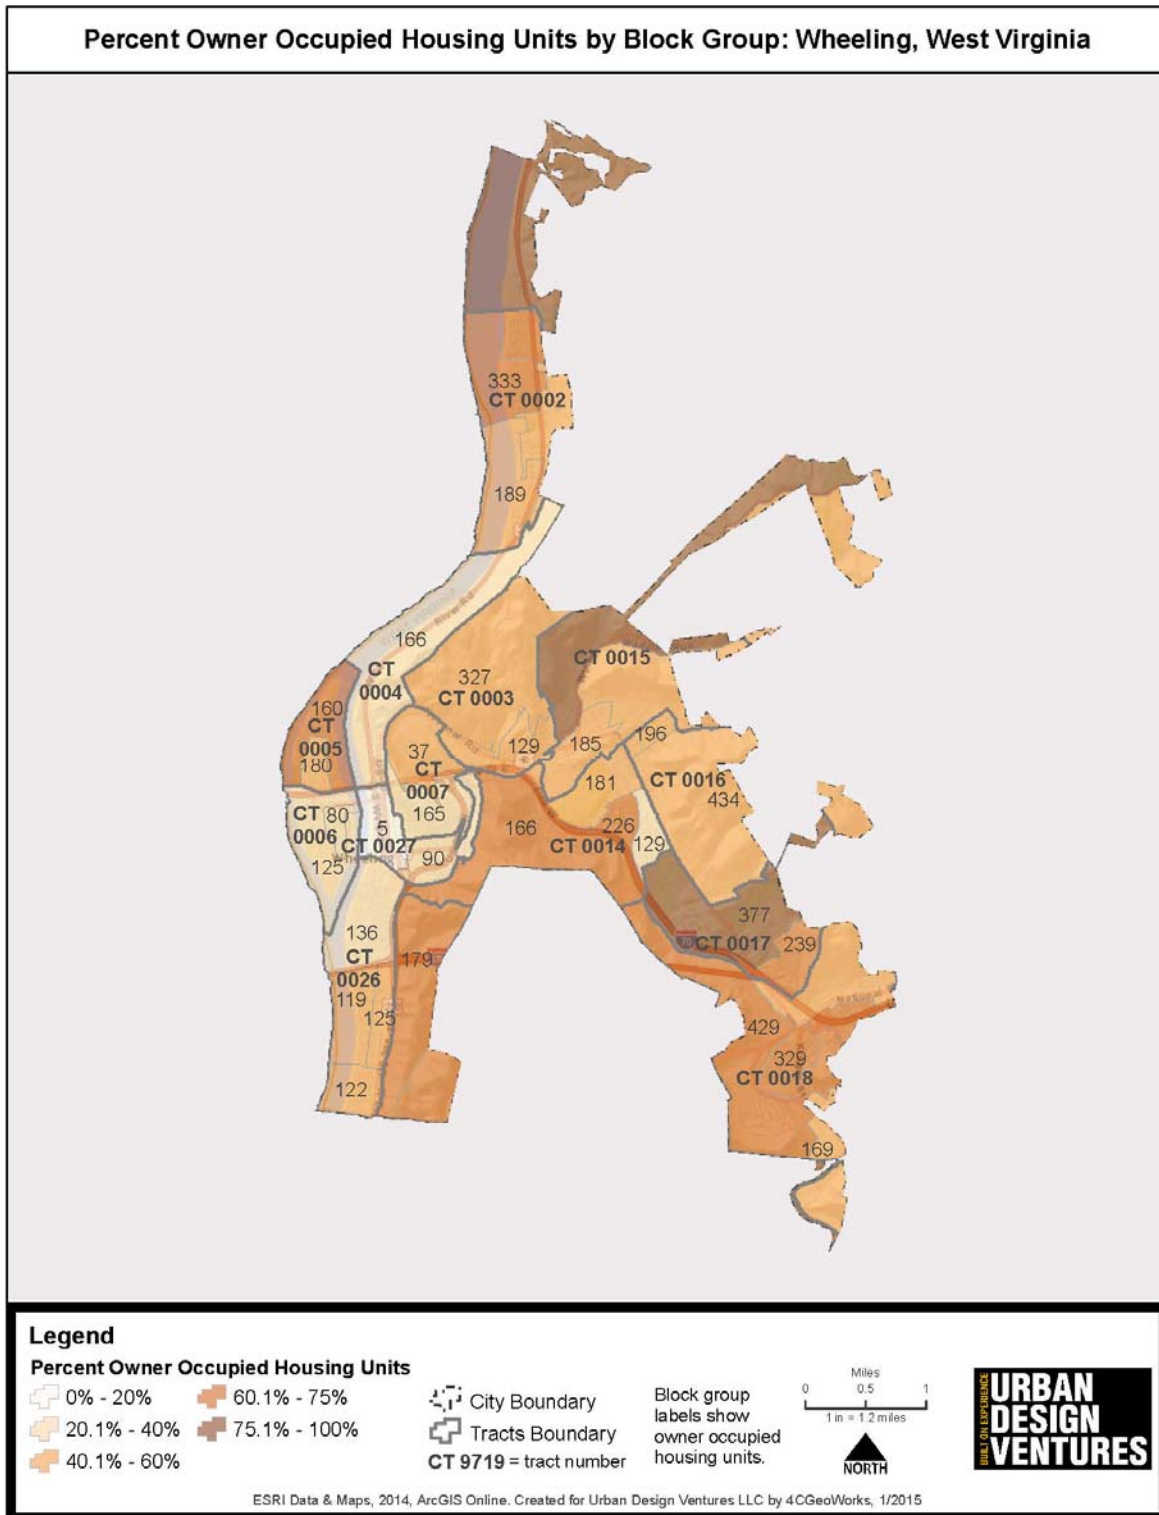 Percent Owner Occupied Housing Units by Block Group: Wheeling, West Virginia
333
CT 0002
189
River Rd
166
CT
0004
327
CT 0003
CT 0015
160
CT
0005
180
37
CT
0007
165
129
185
196
181
CT 0016
434
CT
0006
80
125
5
CT 0027
Wheeling
90
166
226
CT 0014
129
377
CT 0017
239
136
CT
0026
179
119
125
122
429
329
CT 0018
169
Legend
Percent Owner Occupied Housing Units
0% - 20%
20.1% - 40%
40.1% - 60%
60.1% - 75%
75.1% - 100%
City Boundary
Tracts Boundary
CT 9719 = tract number
Block group
labels show
owner occupied
housing units.
Miles
0 0.5 1
1 in = 1.2 miles
NORTH
BUILT ON EXPERIENCE
URBAN
DESIGN
VENTURES
ESRI Data & Maps, 2014, ArcGIS Online. Created for Urban Design Ventures LLC by 4CGeoWorks, 1/2015